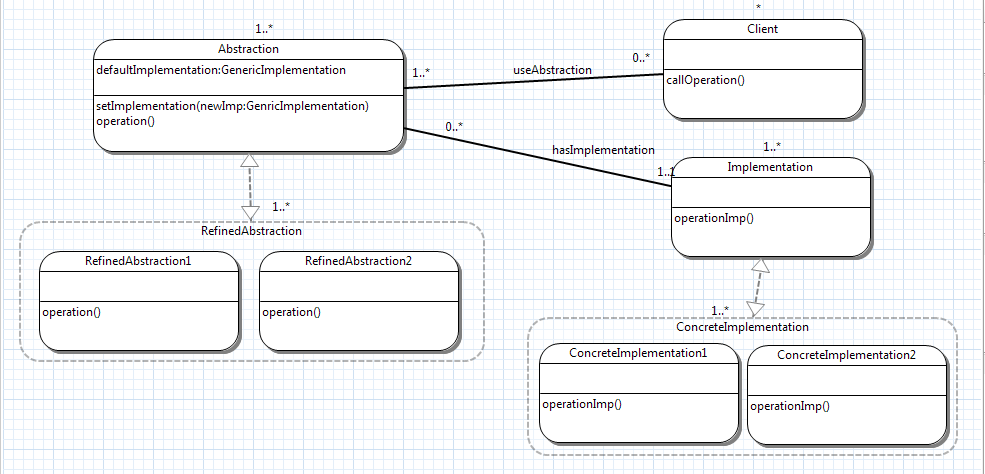 1..*
Abstraction
defaultImplementation:GenericImplementation
setImplementation(newImp:GenricImplementation)
operation()
1..*
useAbstraction
0..*
*
Client
callOperation()
0..*
hasImplementation
1..1
1..*
Implementation
operationImp()
1..*
RefinedAbstraction
RefinedAbstraction1
operation()
RefinedAbstraction2
operation()
1..*
ConcreteImplementation
ConcreteImplementation1
operationImp()
ConcreteImplementation2
operationImp()